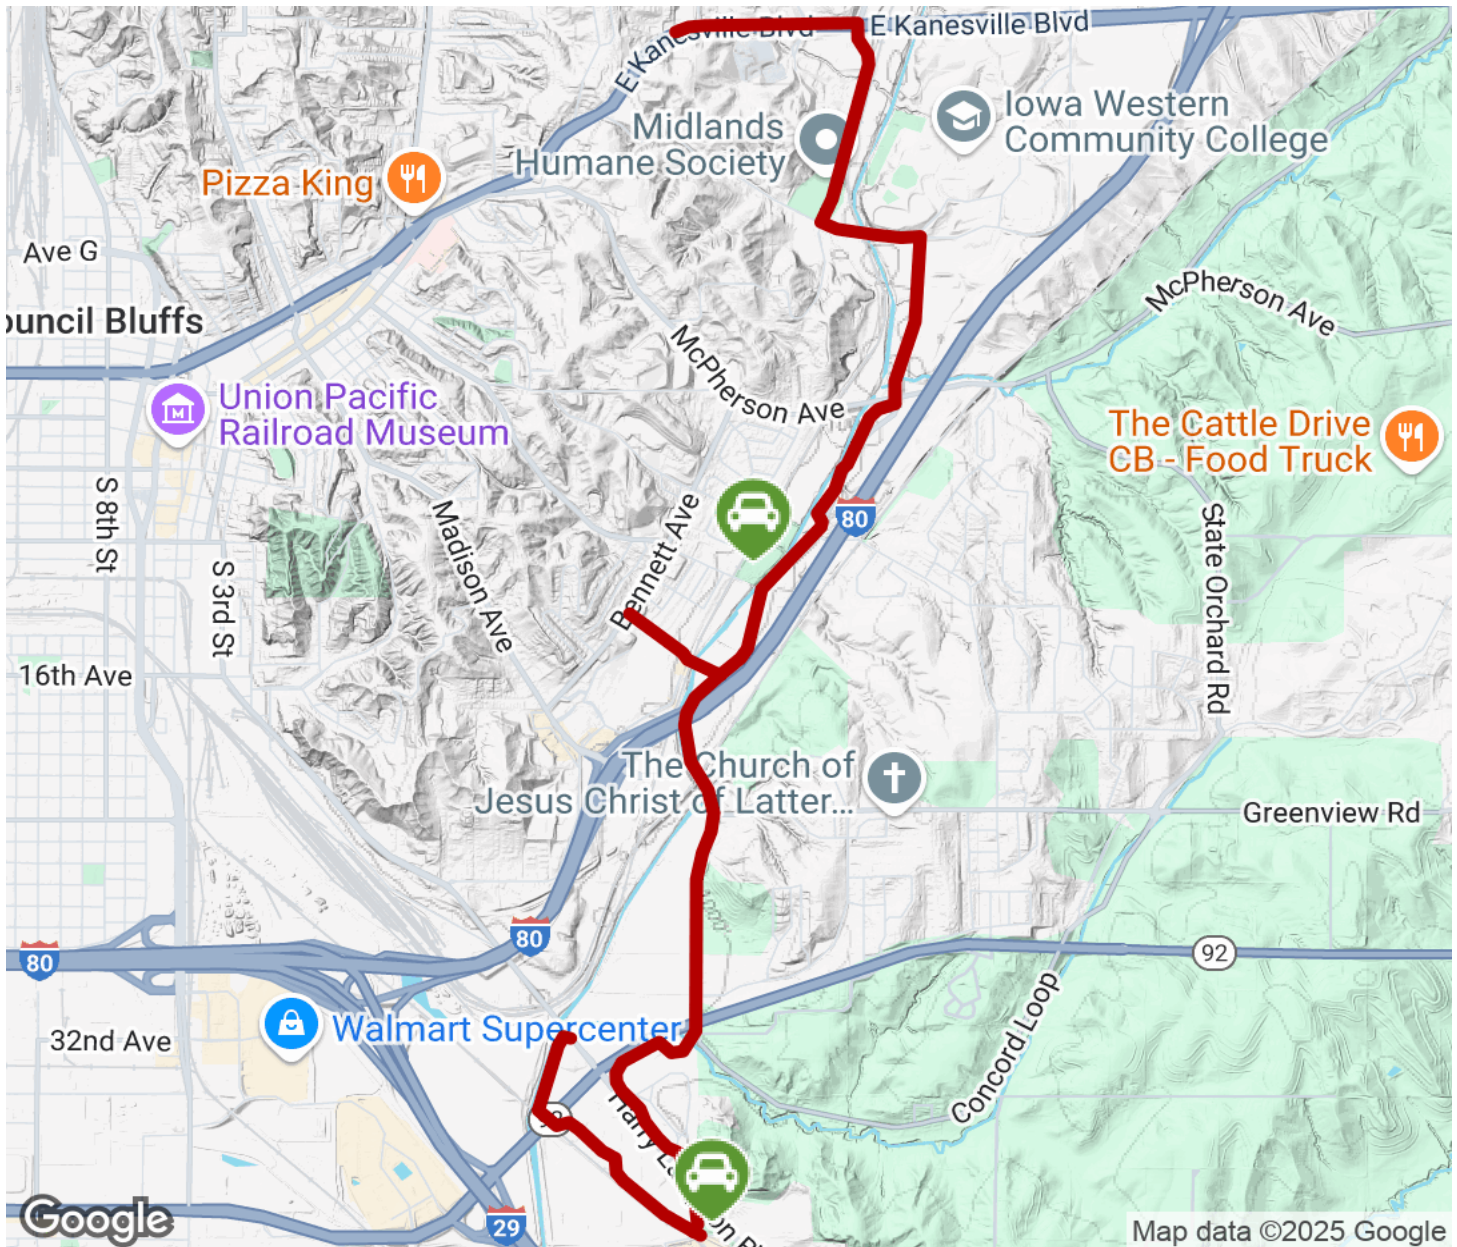 E Kanesville Blvd
E Kanesville Blvd
Iowa Western
Community College
Midlands
Humane Society
Pizza King
Ave G
ouncil Bluffs
McPherson Ave
McPherson Ave
Union Pacific
Railroad Museum
The Cattle Drive
CB - Food Truck
S 8th St
S 3rd St
Madison Ave
Bennett Ave
80
State Orchard Rd
16th Ave
The Church of
Jesus Christ of Latter...
Greenview Rd
80
80
92
Concord Loop
32nd Ave
Walmart Supercenter
29
Google
Map data ©2025 Google